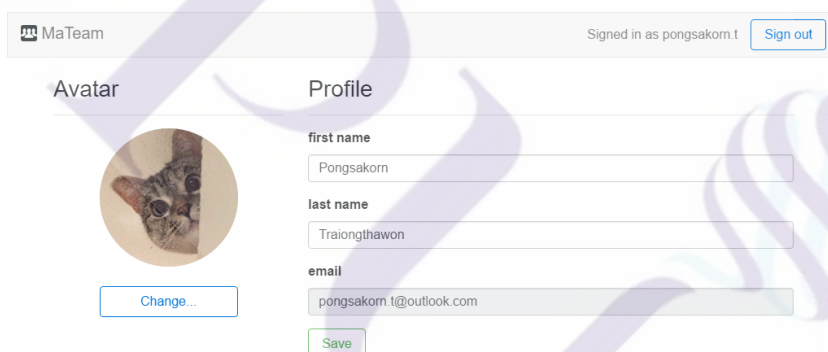 MaTeam
Signed in as pongsakorn.t
Sign out
Avatar
Profile
first name
Pongsakorn
last name
Traiongthawon
email
pongsakorn.t@outlook.com
Change...
Save